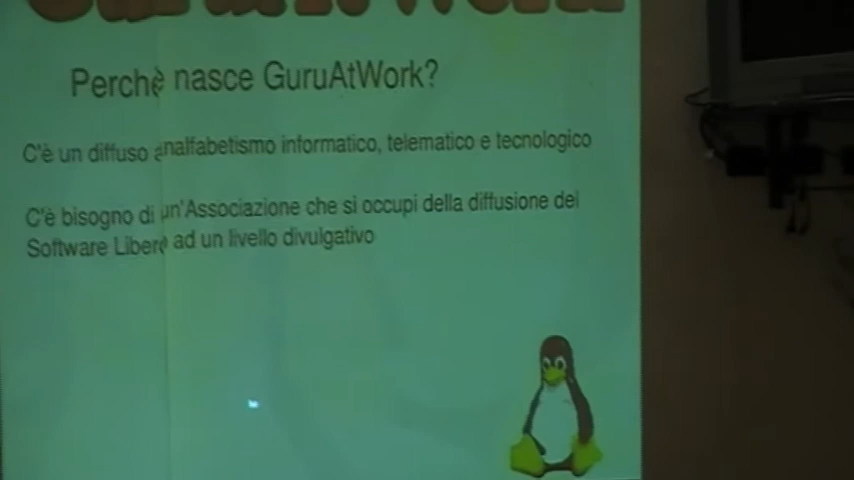 GuruAtWork
Perchè nasce GuruAtWork?
C'è un diffuso analfabetismo informatico, telematico e tecnologico
C'è bisogno di un'Associazione che si occupi della diffusione del
Software Libero ad un livello divulgativo